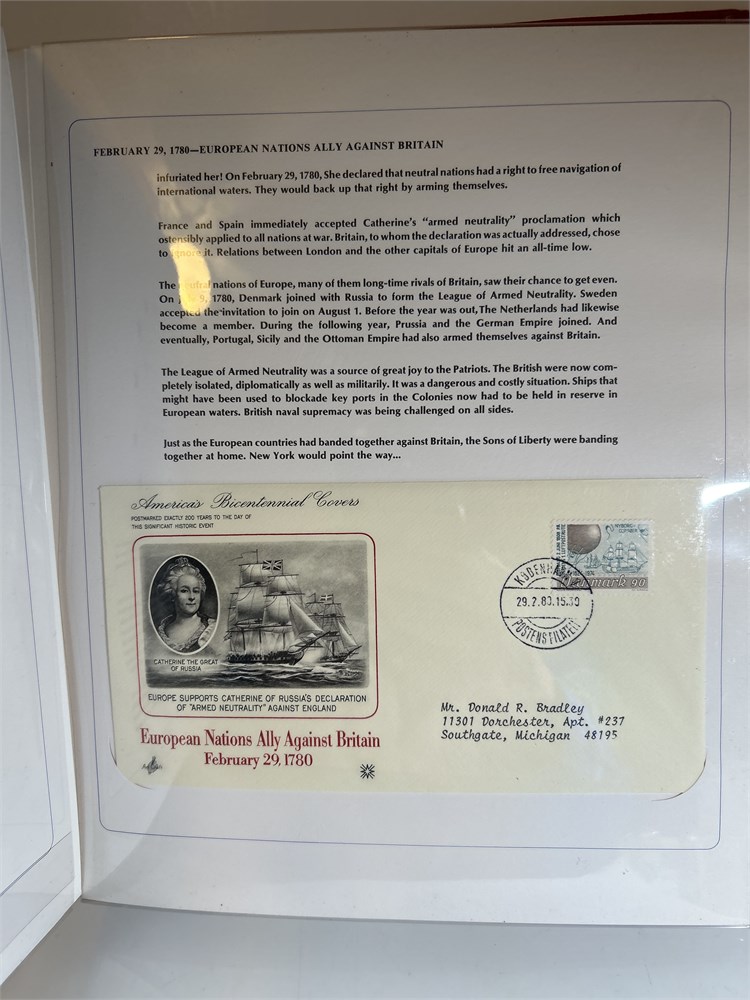 FEBRUARY 29, 1780—EUROPEAN NATIONS ALLY AGAINST BRITAIN
infuriated her! On February 29, 1780, She declared that neutral nations had a right to free navigation of
international waters. They would back up that right by arming themselves.
France and Spain immediately accepted Catherine's “armed neutrality” proclamation which
ostensibly applied to all nations at war. Britain, to whom the declaration was actually addressed, chose
to ignore it. Relations between London and the other capitals of Europe hit an all-time low.
The neutral nations of Europe, many of them long-time rivals of Britain, saw their chance to get even.
On 9, 1780, Denmark joined with Russia to form the League of Armed Neutrality. Sweden
accepted the invitation to join on August 1. Before the year was out, The Netherlands had likewise
become a member. During the following year, Prussia and the German Empire joined. And
eventually, Portugal, Sicily and the Ottoman Empire had also armed themselves against Britain.
The League of Armed Neutrality was a source of great joy to the Patriots. The British were now com-
pletely isolated, diplomatically as well as militarily. It was a dangerous and costly situation. Ships that
might have been used to blockade key ports in the Colonies now had to be held in reserve in
European waters. British naval supremacy was being challenged on all sides.
Just as the European countries had banded together against Britain, the Sons of Liberty were banding
together at home. New York would point the way...
America's Bicentennial Covers
POSTMARKED EXACTLY 200 YEARS TO THE DAY OF
THIS SIGNIFICANT HISTORIC EVENT
CATHERINE THE GREAT
OF RUSSIA
EUROPE SUPPORTS CATHERINE OF RUSSIA'S DECLARATION
OF "ARMED NEUTRALITY" AGAINST ENGLAND
European Nations Ally Against Britain
February 29, 1780
Danmark 90
KØBENHAVN
29.2.80.15.30
POSTENS FILATELI
Mr. Donald R. Bradley
11301 Dorchester, Apt. #237
Southgate, Michigan 48195